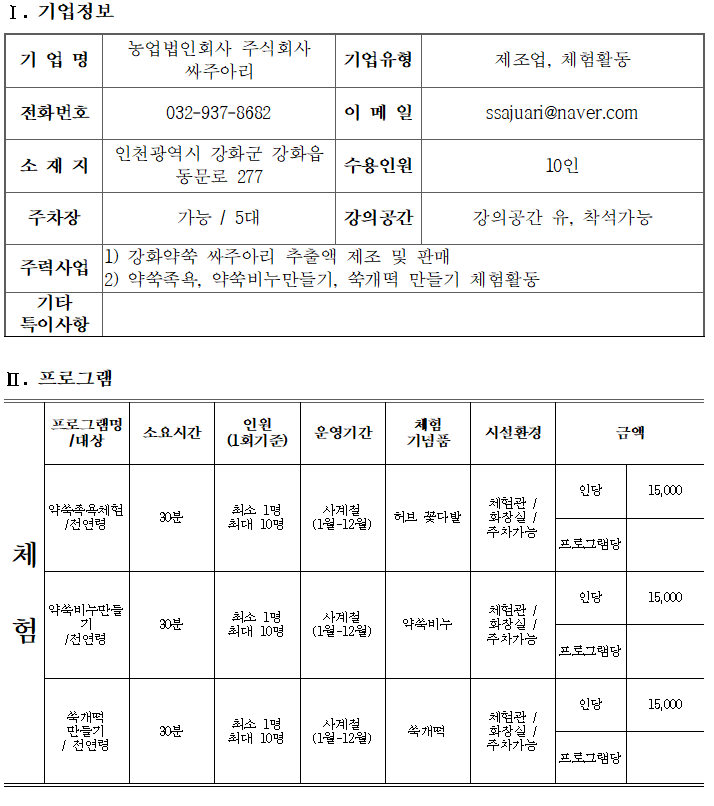 Ⅰ. 기업정보
기 업 명
농업법인회사 주식회사
싸주아리
기업유형
제조업, 체험활동
전화번호
032-937-8682
이 메 일
ssajuari@naver.com
소 재 지
인천광역시 강화군 강화읍
동문로 277
수용인원
10인
주차장
가능 / 5대
강의공간
강의공간 유, 착석가능
주력사업
1) 강화약쑥 싸주아리 추출액 제조 및 판매
2) 약쑥족욕, 약쑥비누만들기, 쑥개떡 만들기 체험활동
기타
특이사항
Ⅱ. 프로그램
체
험
프로그램명
/대상
소요시간
인원
(1회기준)
운영기간
체험
기념품
시설환경
금액
약쑥족욕체험
/전연령
30분
최소 1명
최대 10명
사계절
(1월-12월)
허브 꽃다발
체험관 /
화장실 /
주차가능
인당
15,000
프로그램당
약쑥비누만들
기
/전연령
30분
최소 1명
최대 10명
사계절
(1월-12월)
약쑥비누
체험관 /
화장실 /
주차가능
인당
15,000
프로그램당
쑥개떡
만들기
/ 전연령
30분
최소 1명
최대 10명
사계절
(1월-12월)
쑥개떡
체험관 /
화장실 /
주차가능
인당
15,000
프로그램당